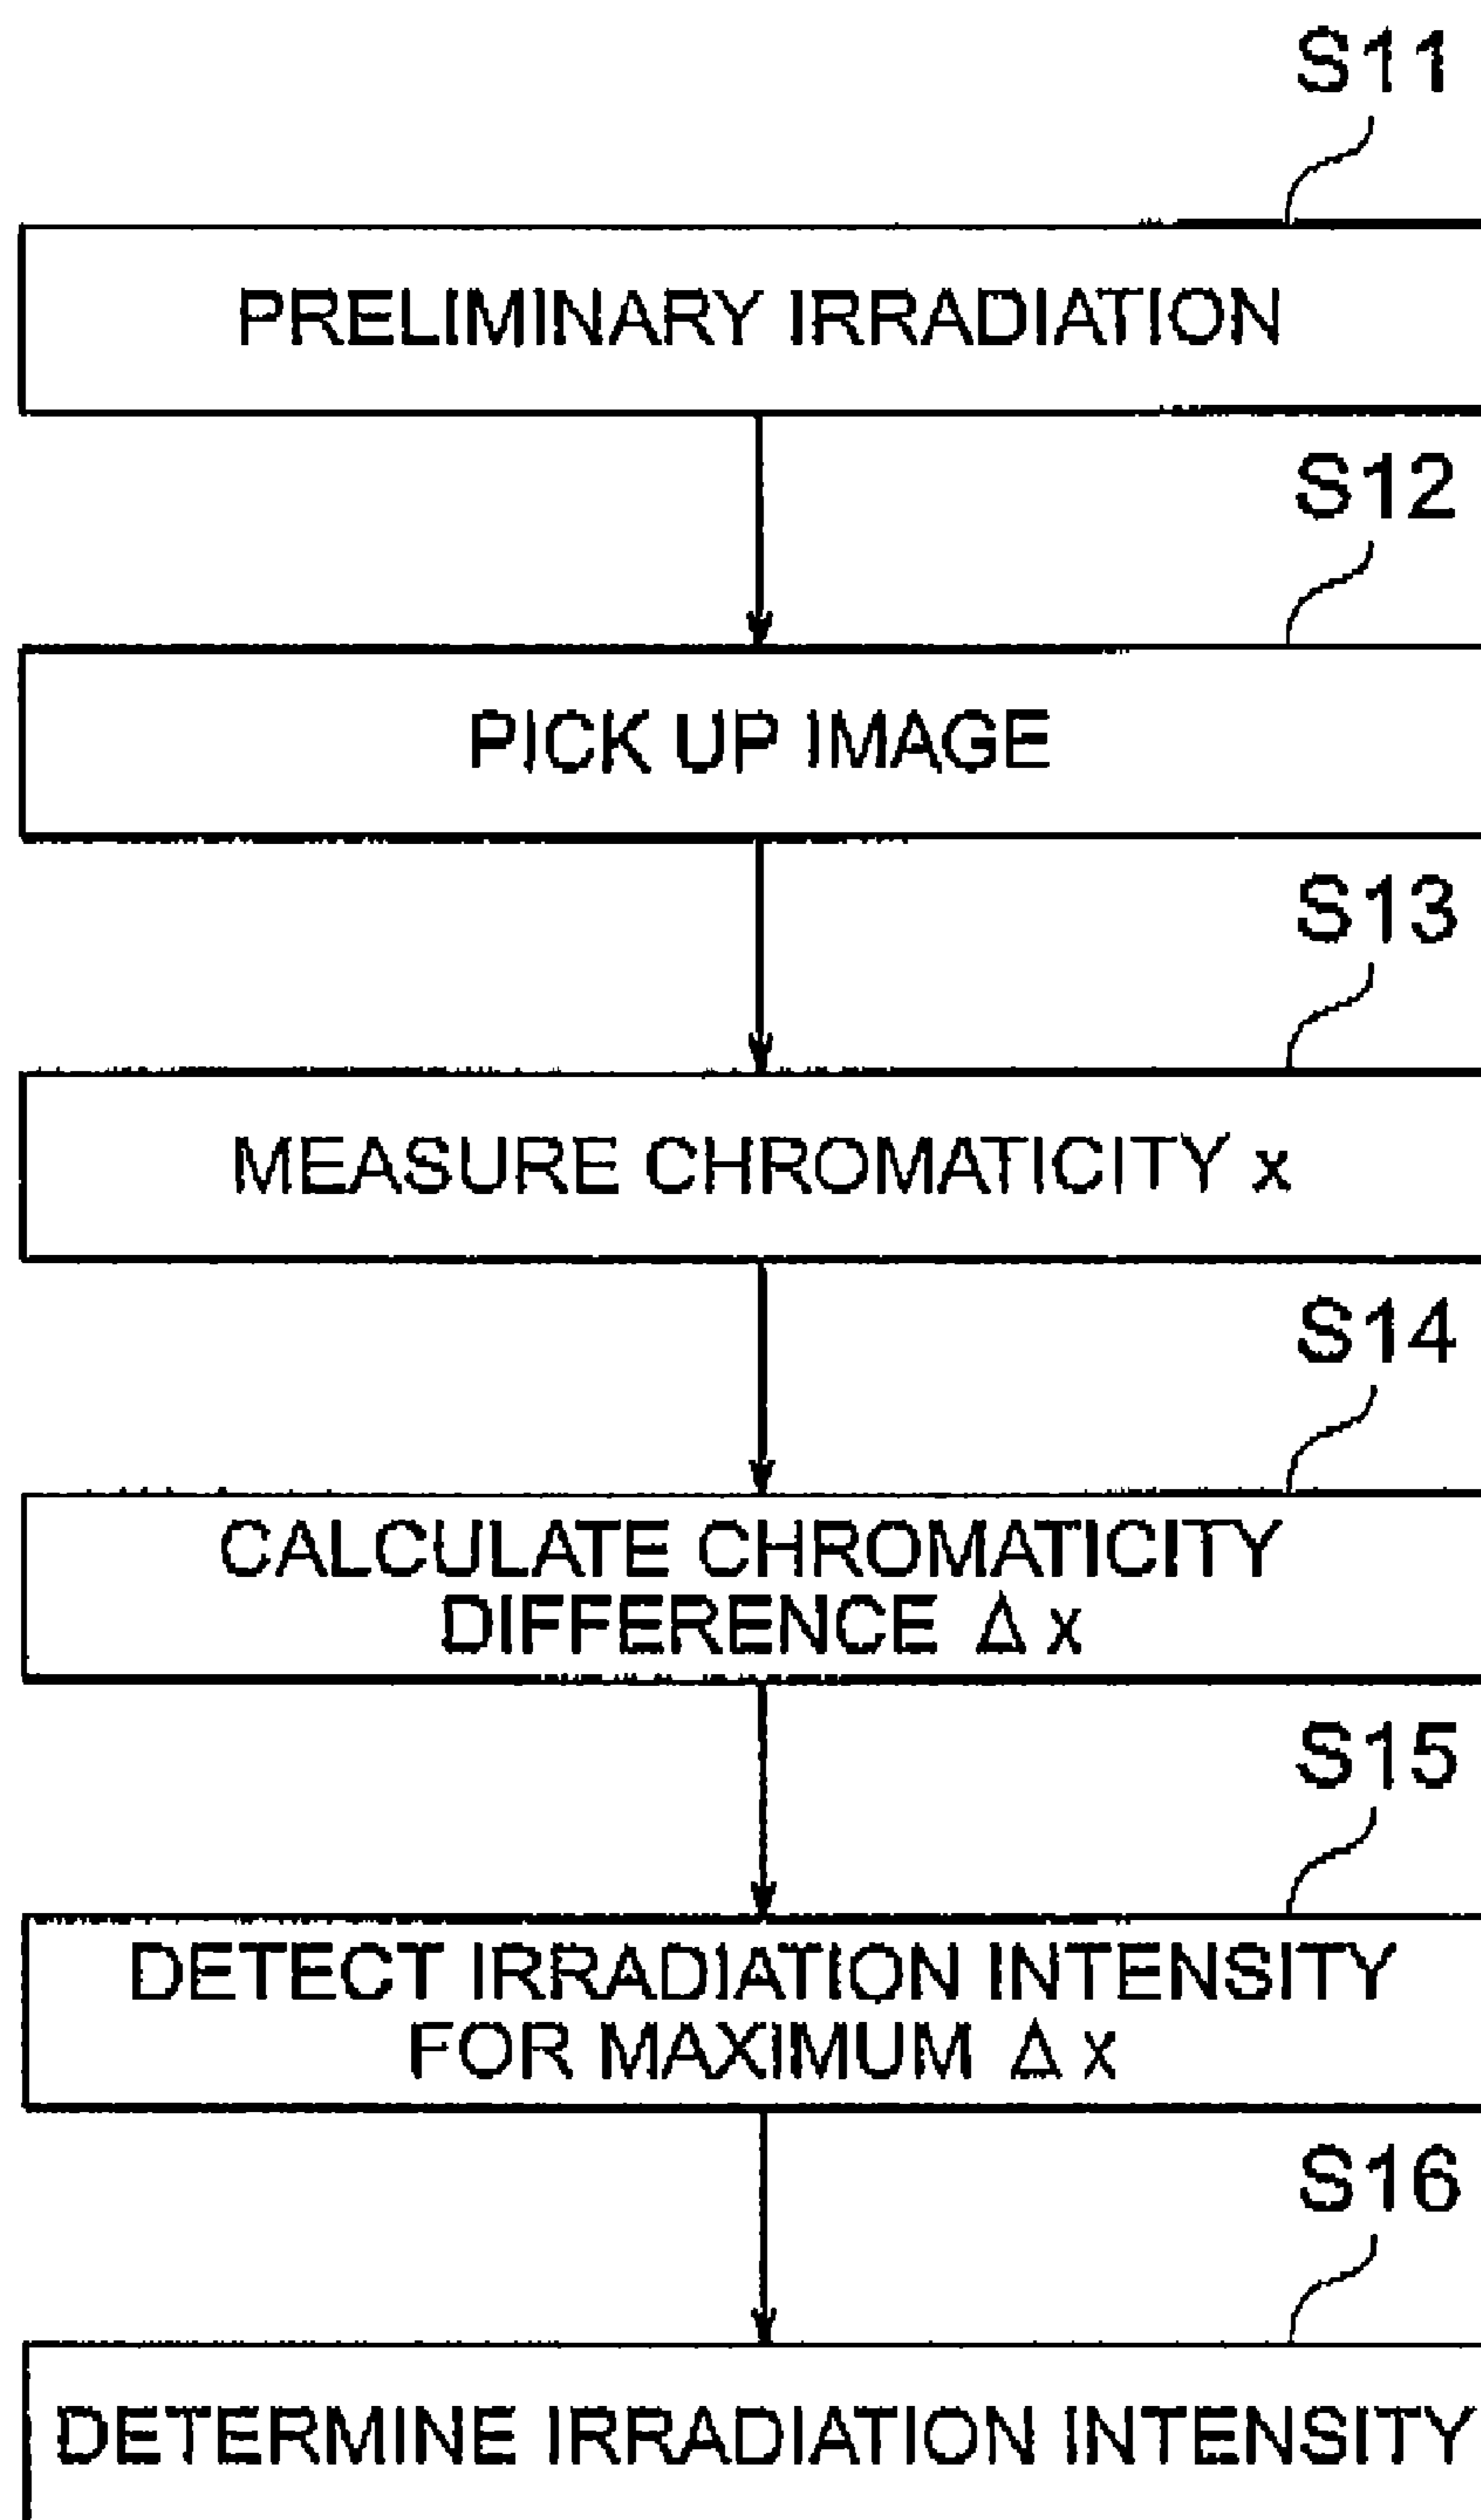 S11
PRELIMINARY IRRADIATION
S12
PICK UP IMAGE
S13
MEASURE CHROMATICITY x
S14
CALCULATE CHROMATICITY
DIFFERENCE Δx
S15
DETECT IRRADIATION INTENSITY
FOR MAXIMUM Δx
S16
DETERMINE IRRADIATION INTENSITY